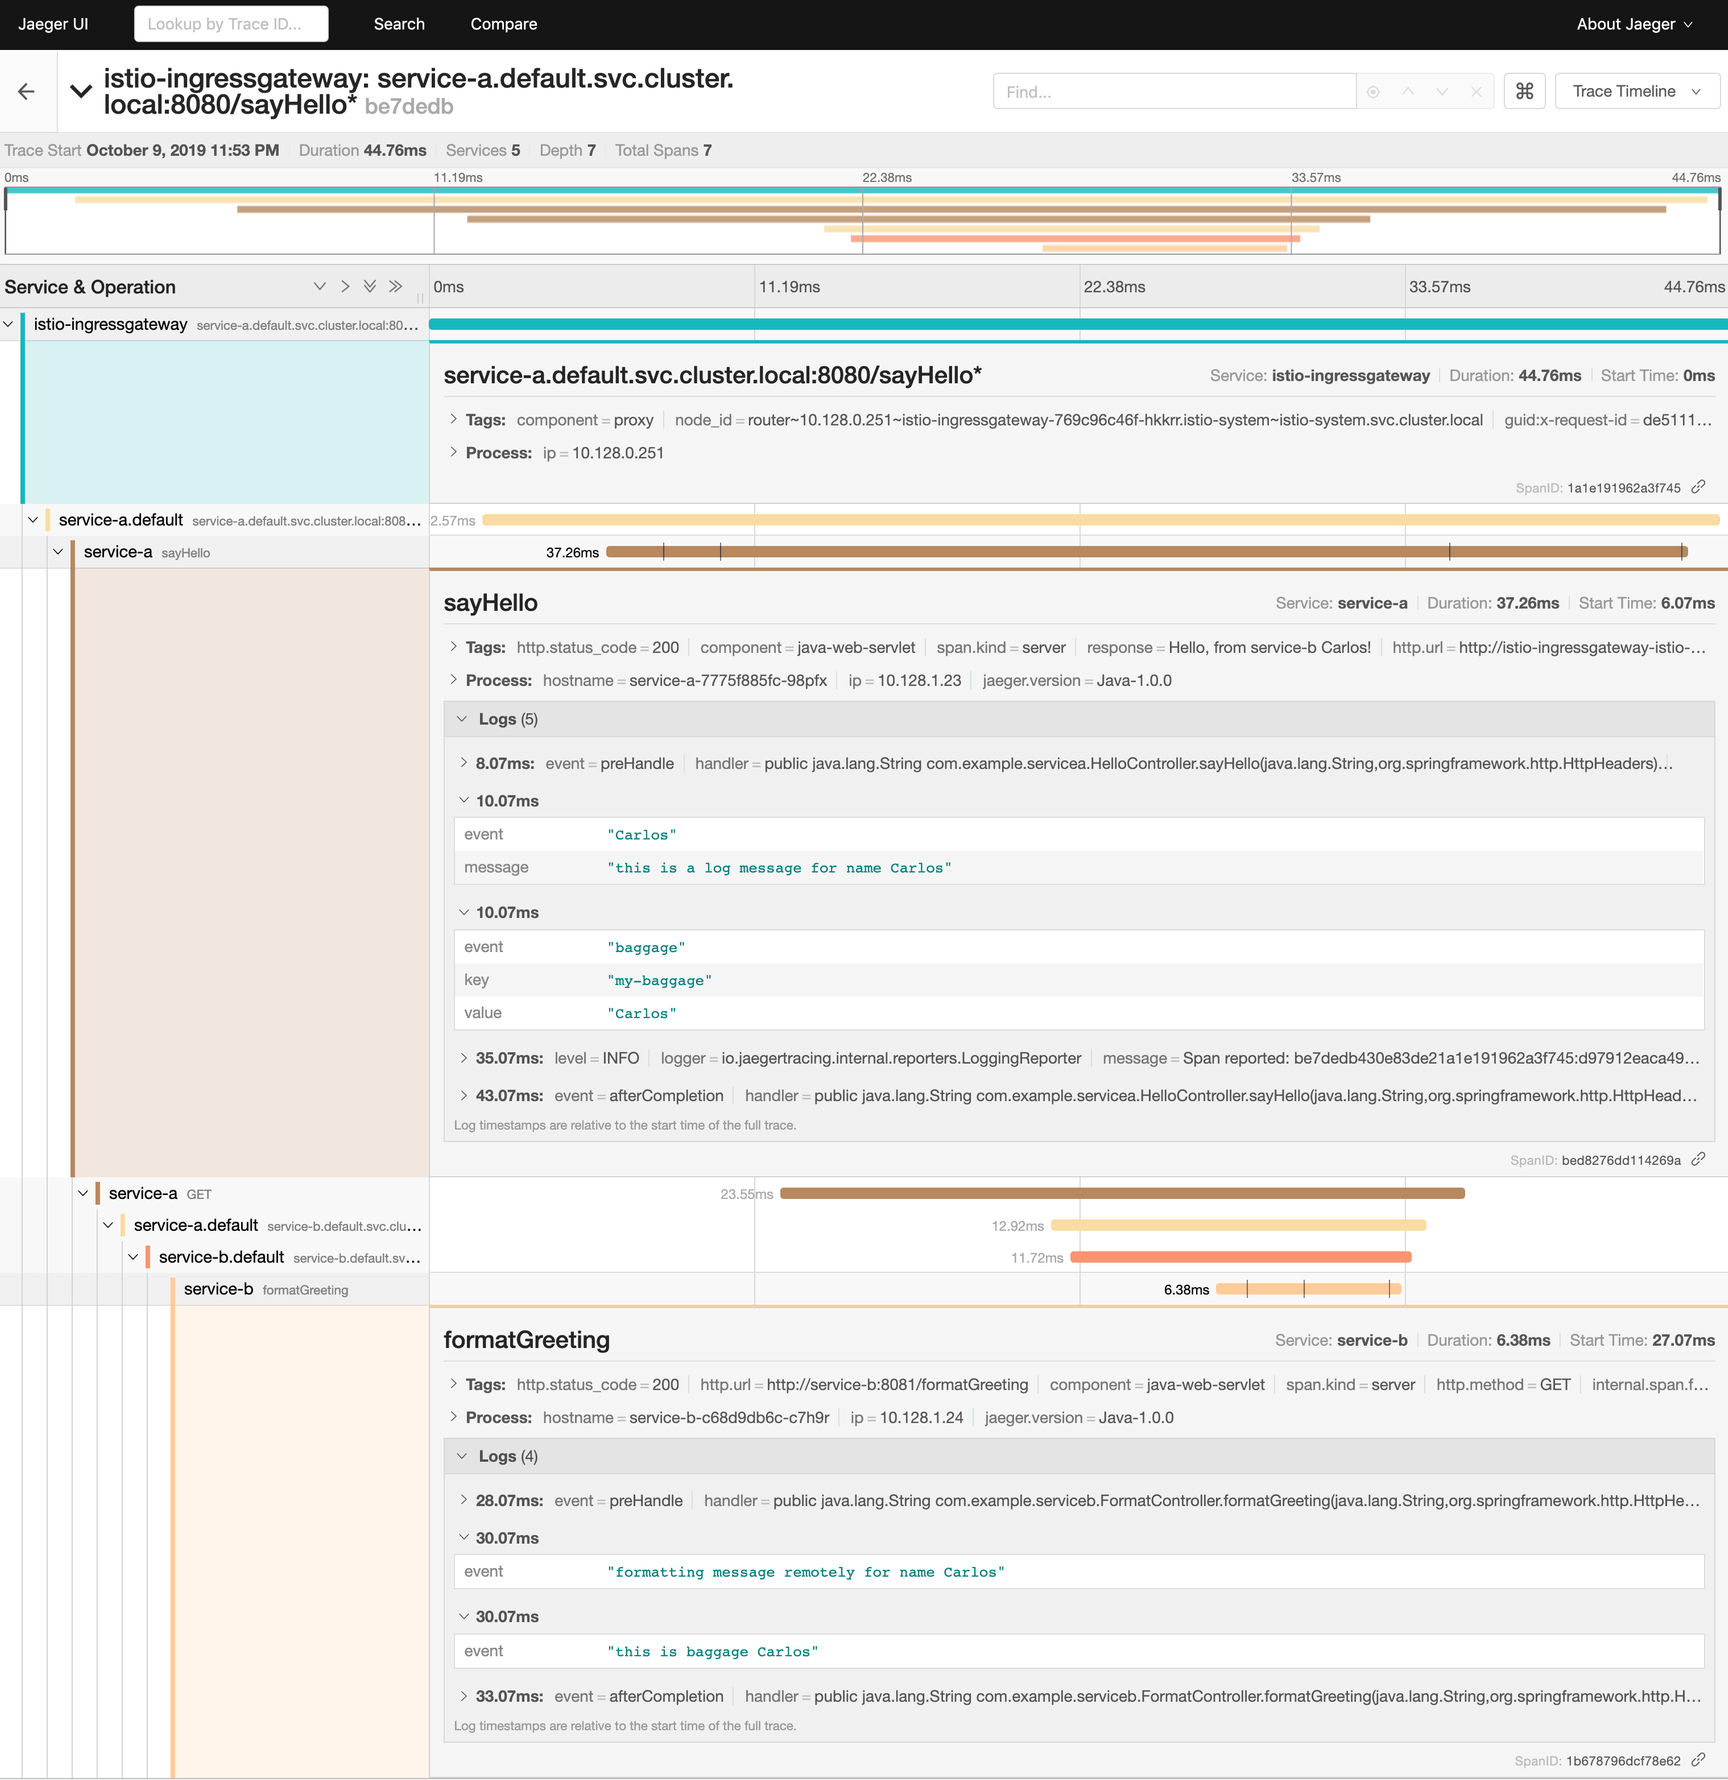 Jaeger UI Lookup by Trace ID... Search Compare About Jaeger
istio-ingressgateway: service-a.default.svc.cluster.
local:8080/sayHello* be7dedb
Find... ⌘ Trace Timeline
Trace Start October 9, 2019 11:53 PM Duration 44.76ms Services 5 Depth 7 Total Spans 7
0ms 11.19ms 22.38ms 33.57ms 44.76ms
Service & Operation 0ms 11.19ms 22.38ms 33.57ms 44.76ms
istio-ingressgateway service-a.default.svc.cluster.local:80...
service-a.default.svc.cluster.local:8080/sayHello* Service: istio-ingressgateway Duration: 44.76ms Start Time: 0ms
Tags: component = proxy node_id = router~10.128.0.251~istio-ingressgateway-769c96c46f-hkkrr.istio-system~istio-system.svc.cluster.local guid:x-request-id = de5111...
Process: ip = 10.128.0.251
SpanID: 1a1e191962a3f745
service-a.default service-a.default.svc.cluster.local:808... 2.57ms
service-a sayHello 37.26ms
sayHello Service: service-a Duration: 37.26ms Start Time: 6.07ms
Tags: http.status_code = 200 component = java-web-servlet span.kind = server response = Hello, from service-b Carlos! http.url = http://istio-ingressgateway-istio-...
Process: hostname = service-a-7775f885fc-98pfx ip = 10.128.1.23 jaeger.version = Java-1.0.0
Logs (5)
8.07ms: event = preHandle handler = public java.lang.String com.example.servicea.HelloController.sayHello(java.lang.String,org.springframework.http.HttpHeaders)...
10.07ms
event "Carlos"
message "this is a log message for name Carlos"
10.07ms
event "baggage"
key "my-baggage"
value "Carlos"
35.07ms: level = INFO logger = io.jaegertracing.internal.reporters.LoggingReporter message = Span reported: be7dedb430e83de21a1e191962a3f745:d97912eaca49...
43.07ms: event = afterCompletion handler = public java.lang.String com.example.servicea.HelloController.sayHello(java.lang.String,org.springframework.http.HttpHead...
Log timestamps are relative to the start time of the full trace.
SpanID: bed8276dd114269a
service-a GET 23.55ms
service-a.default service-b.default.svc.clu... 12.92ms
service-b.default service-b.default.sv... 11.72ms
service-b formatGreeting 6.38ms
formatGreeting Service: service-b Duration: 6.38ms Start Time: 27.07ms
Tags: http.status_code = 200 http.url = http://service-b:8081/formatGreeting component = java-web-servlet span.kind = server http.method = GET internal.span.f...
Process: hostname = service-b-c68d9db6c-c7h9r ip = 10.128.1.24 jaeger.version = Java-1.0.0
Logs (4)
28.07ms: event = preHandle handler = public java.lang.String com.example.serviceb.FormatController.formatGreeting(java.lang.String,org.springframework.http.HttpHe...
30.07ms
event "formatting message remotely for name Carlos"
30.07ms
event "this is baggage Carlos"
33.07ms: event = afterCompletion handler = public java.lang.String com.example.serviceb.FormatController.formatGreeting(java.lang.String,org.springframework.http.H...
Log timestamps are relative to the start time of the full trace.
SpanID: 1b678796dcf78e62